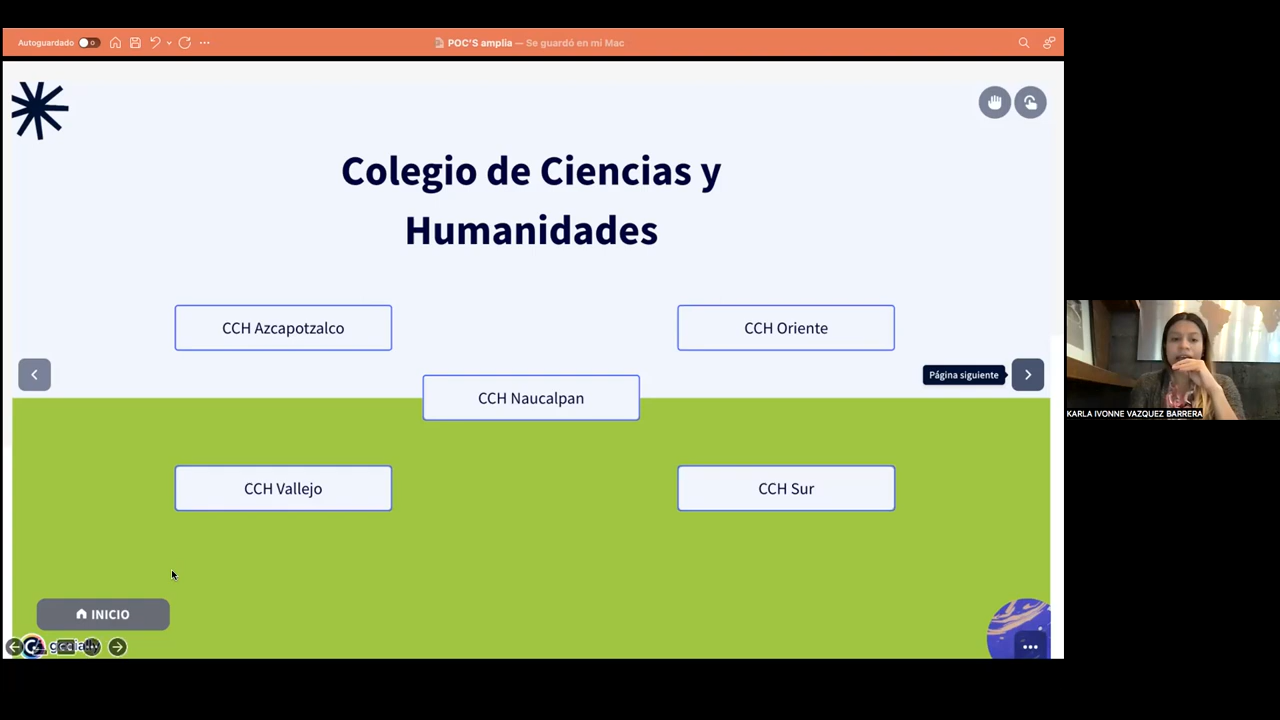 Autoguardado
POC'S amplia — Se guardó en mi Mac
Colegio de Ciencias y
Humanidades
CCH Azcapotzalco
CCH Oriente
Página siguiente
CCH Naucalpan
CCH Vallejo
CCH Sur
KARLA IVONNE VAZQUEZ BARRERA
INICIO